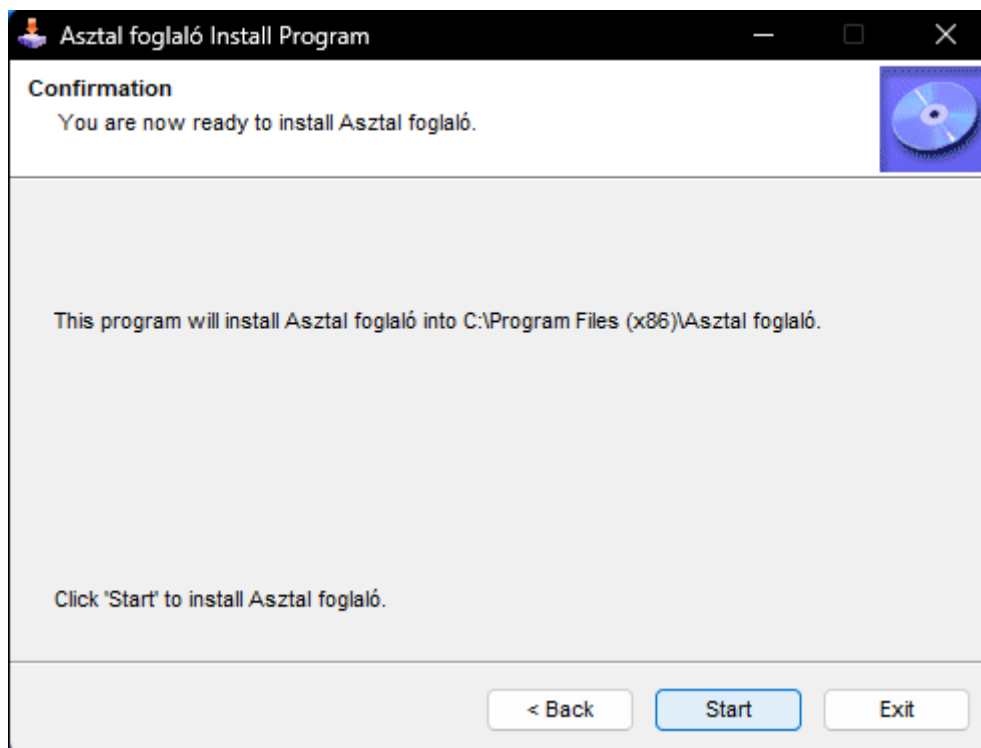 Asztal foglaló Install Program
Confirmation
You are now ready to install Asztal foglaló.
This program will install Asztal foglaló into C:\Program Files (x86)\Asztal foglaló.
Click 'Start' to install Asztal foglaló.
< Back
Start
Exit